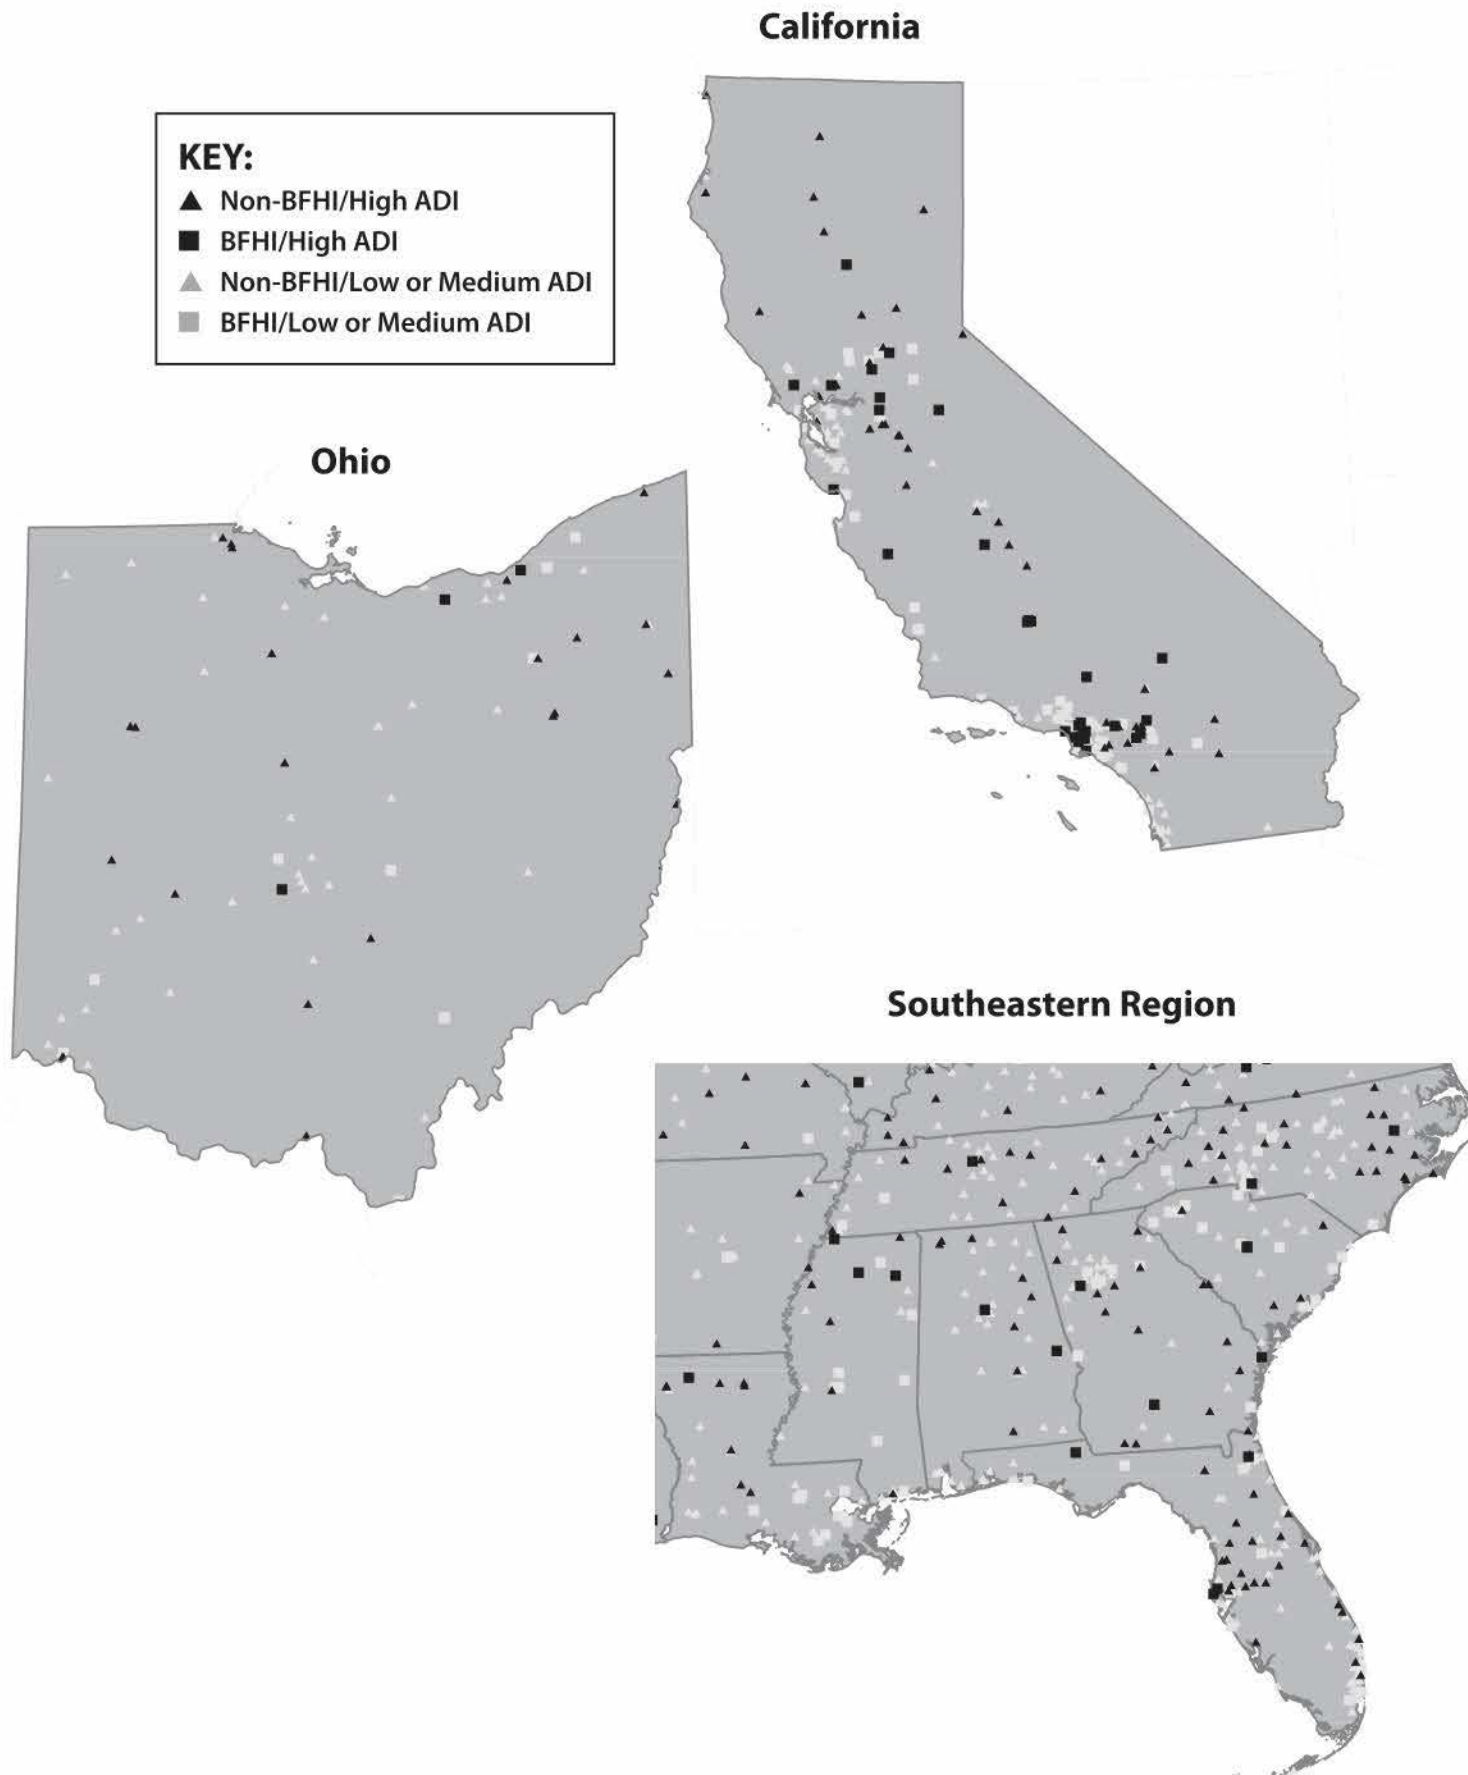 California
KEY:
Non-BFHI/High ADI
BFHI/High ADI
Non-BFHI/Low or Medium ADI
BFHI/Low or Medium ADI
Ohio
Southeastern Region